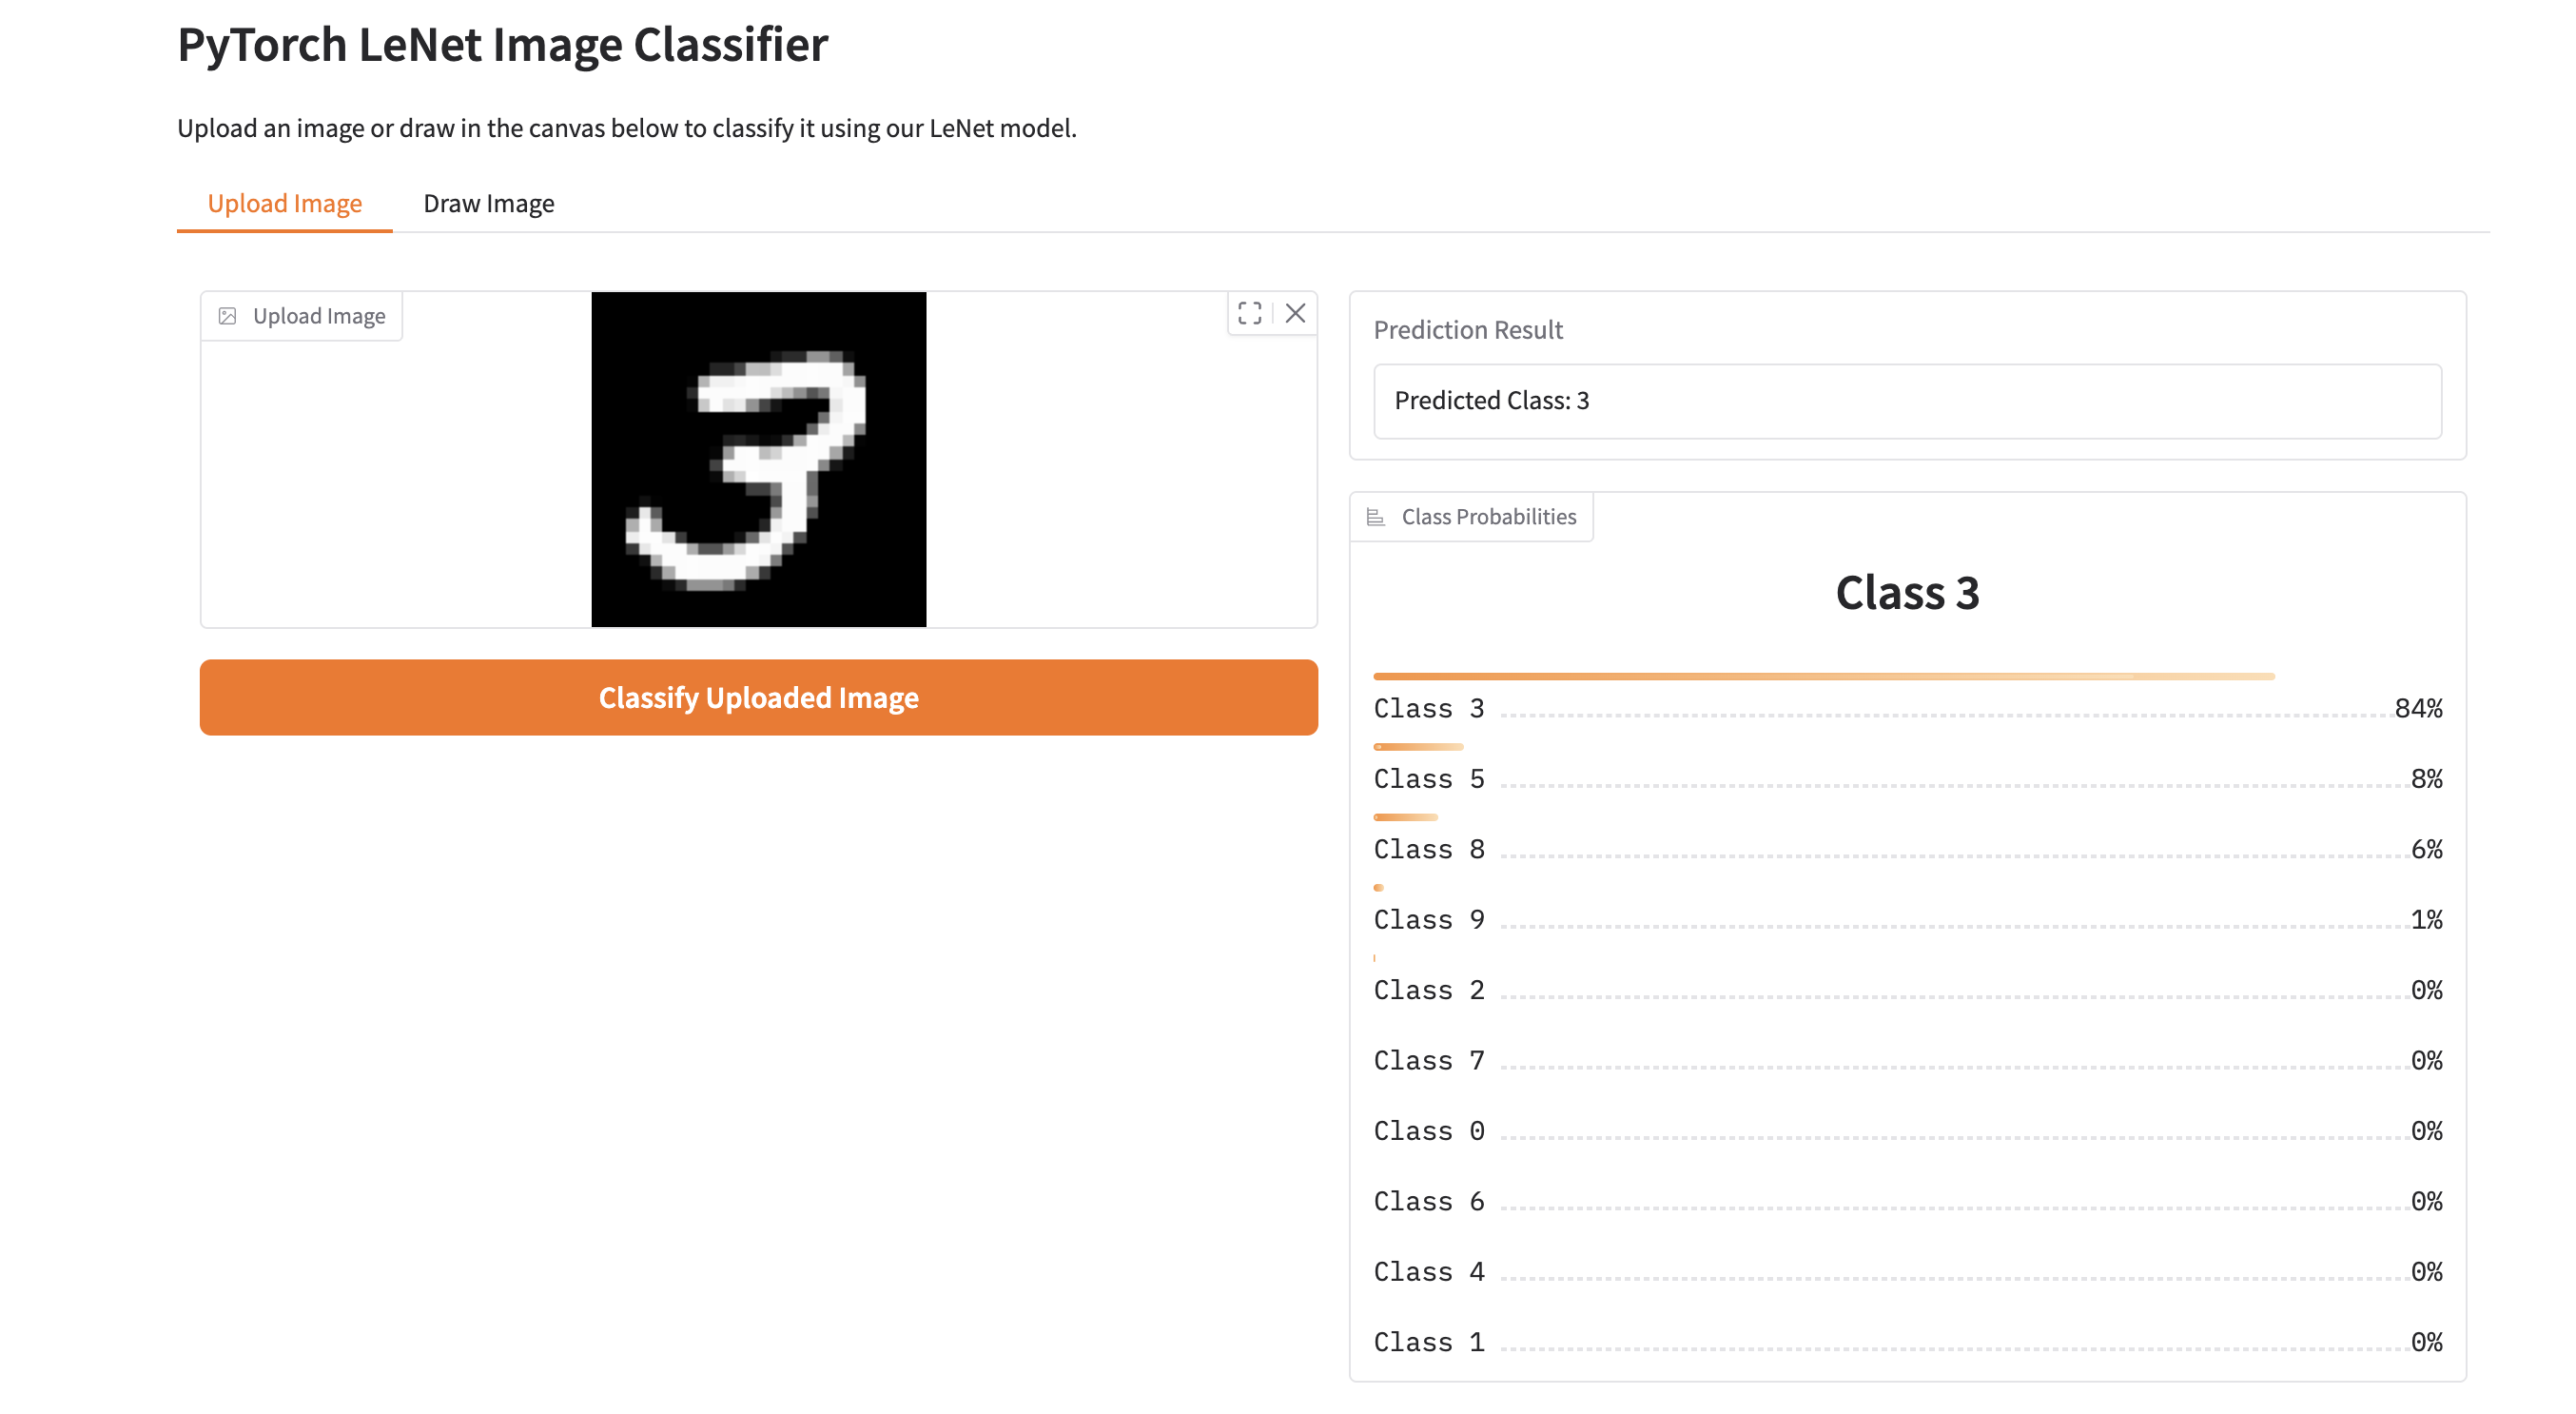 PyTorch LeNet Image Classifier
Upload an image or draw in the canvas below to classify it using our LeNet model.
Upload Image
Draw Image
Upload Image
3
Classify Uploaded Image
Prediction Result
Predicted Class: 3
Class Probabilities
Class 3
Class 3 84%
Class 5 8%
Class 8 6%
Class 9 1%
Class 2 0%
Class 7 0%
Class 0 0%
Class 6 0%
Class 4 0%
Class 1 0%